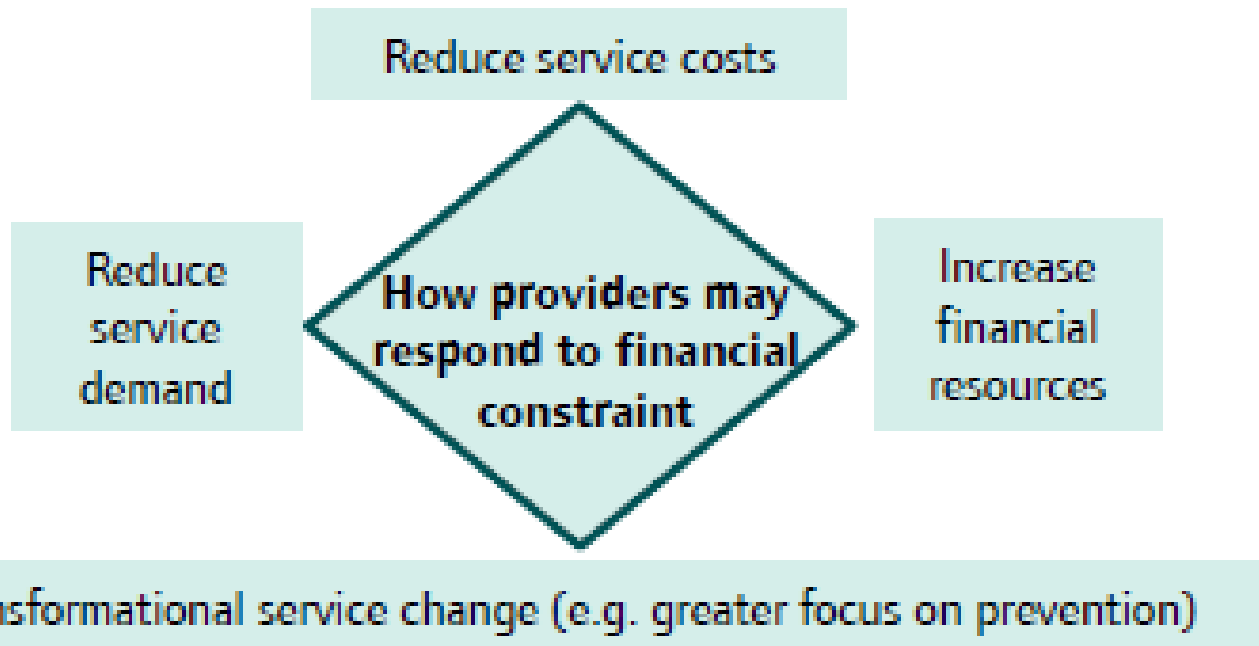 Reduce service costs
Reduce
service
demand
How providers may
respond to financial
constraint
Increase
financial
resources
nsformational service change (e.g. greater focus on prevention)